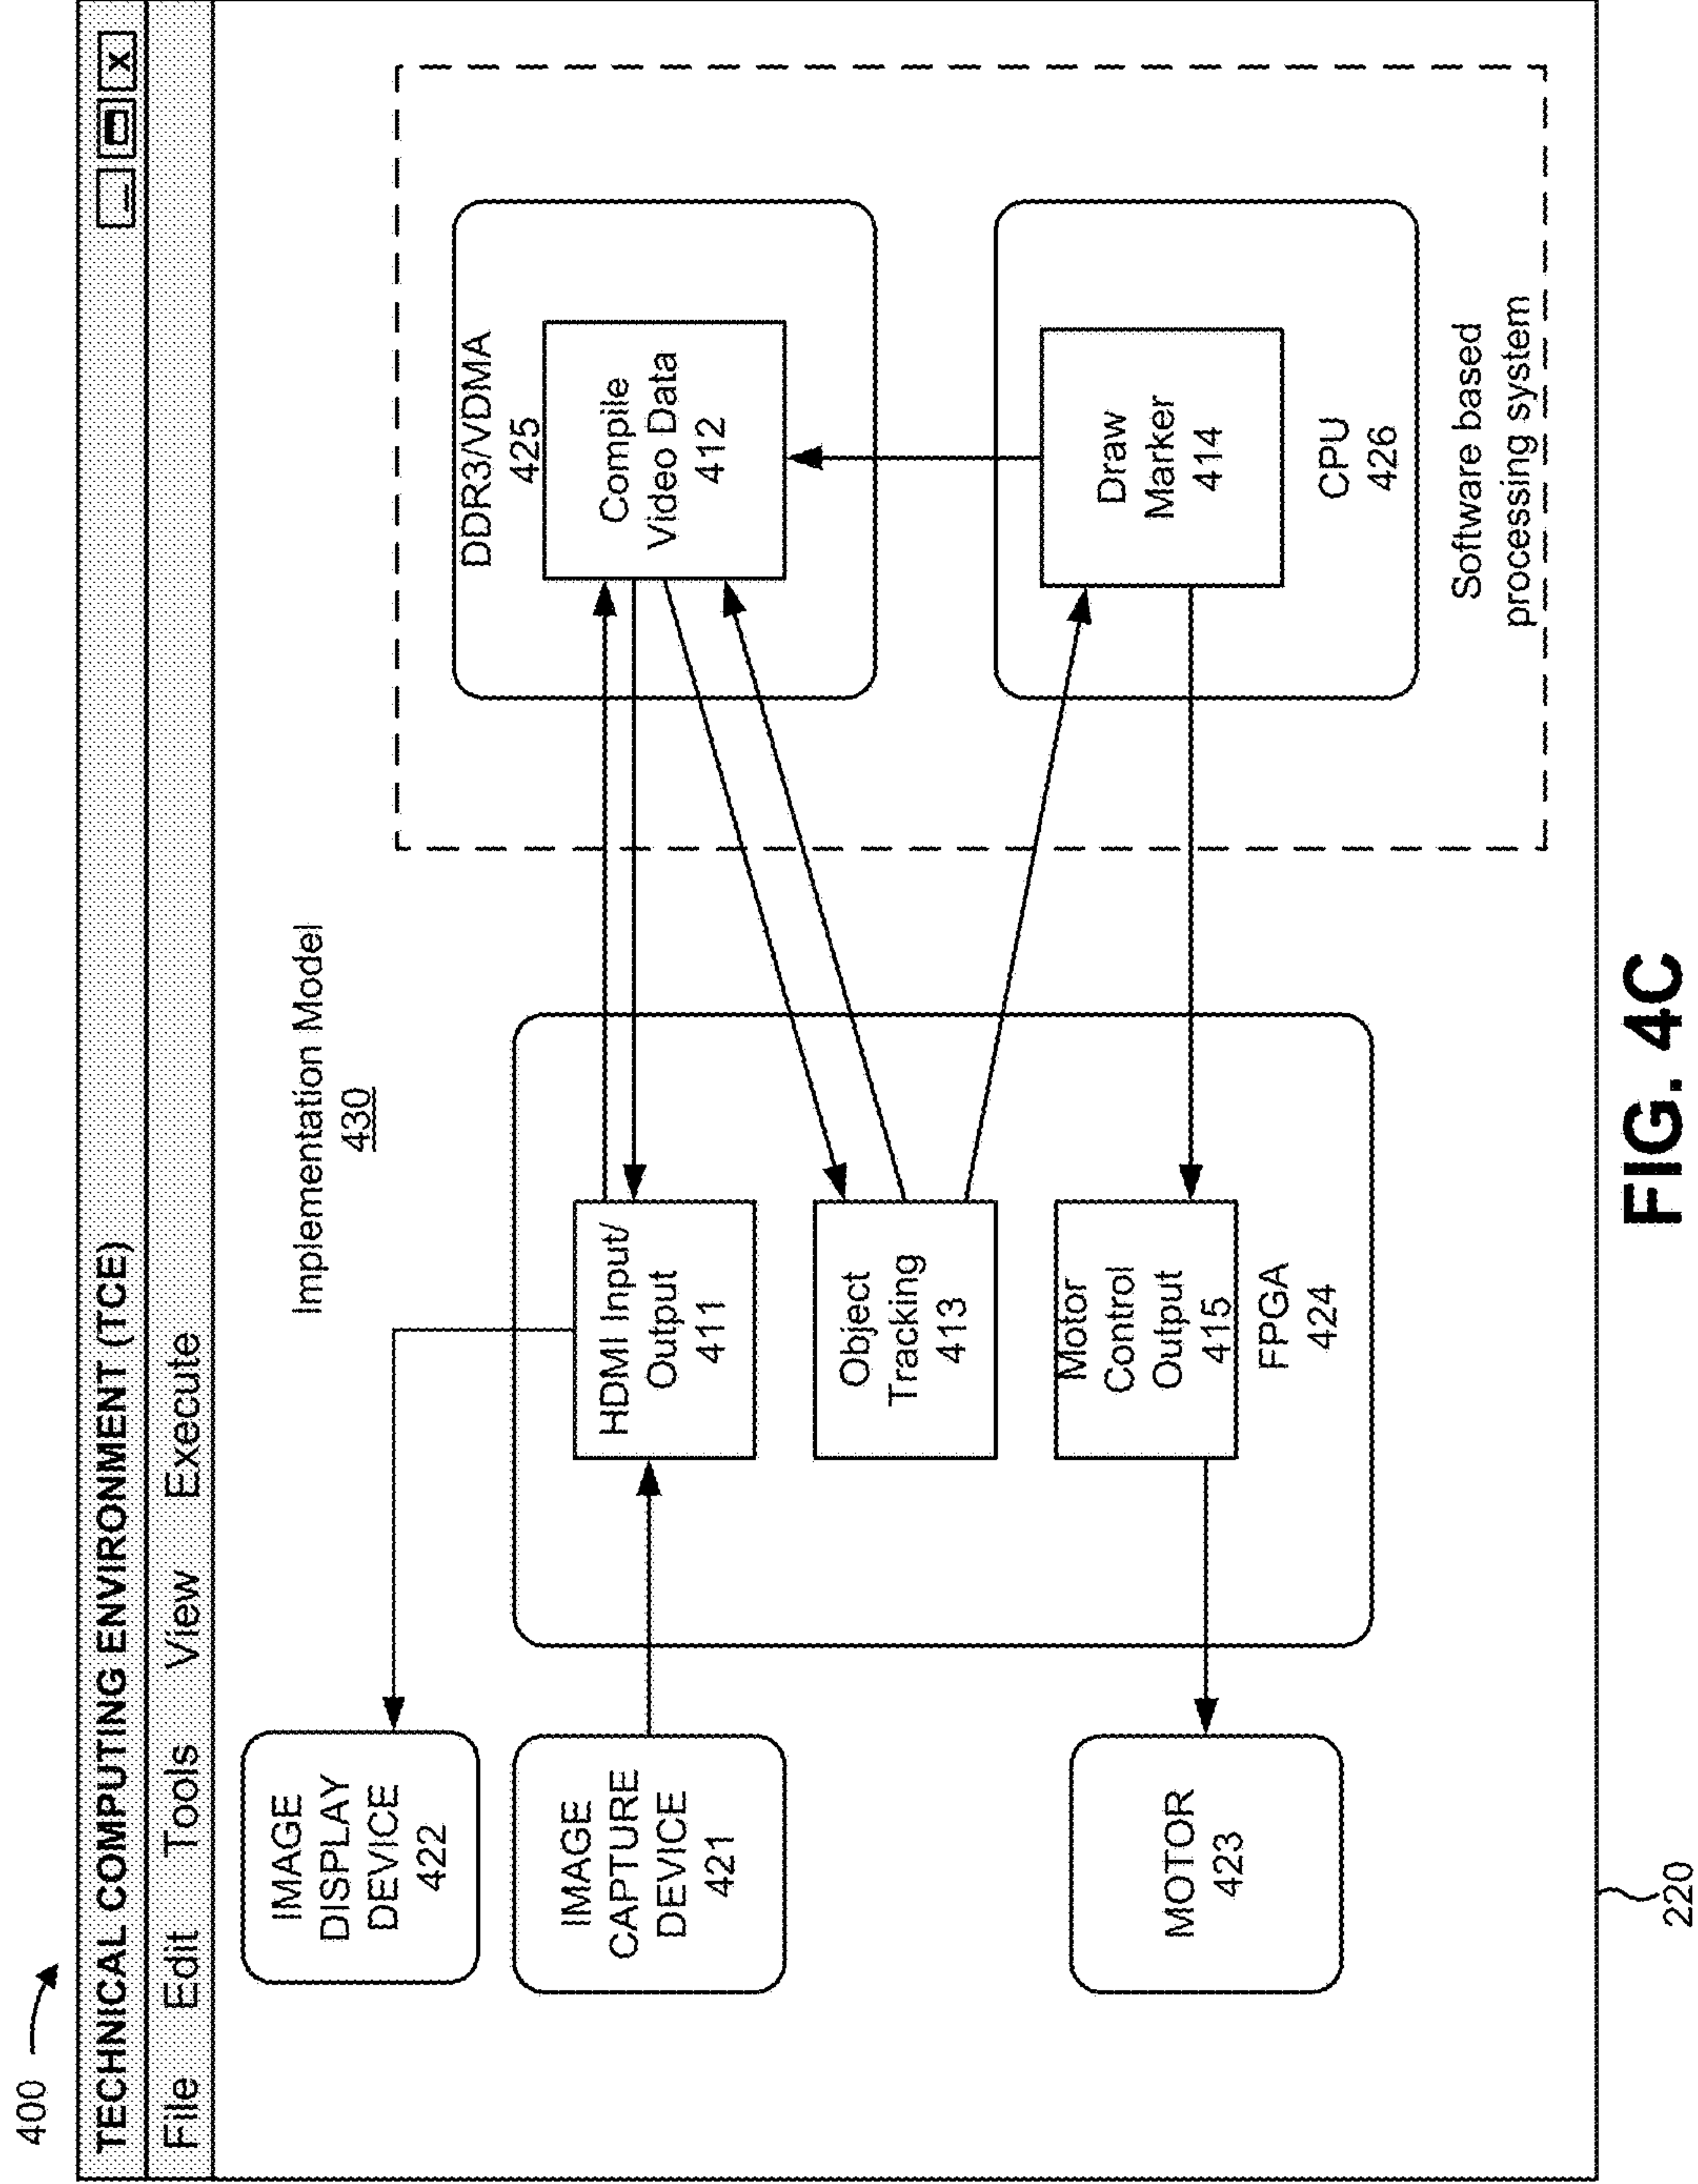 400
TECHNICAL COMPUTING ENVIRONMENT (TCE)
_ X
File Edit Tools View Execute
Implementation Model
430
IMAGE
DISPLAY
DEVICE
422
IMAGE
CAPTURE
DEVICE
421
MOTOR
423
HDMI Input/
Output
411
Object
Tracking
413
Motor
Control
Output
415
FPGA
424
DDR3/VDMA
425
Compile
Video Data
412
Draw
Marker
414
CPU
426
Software based
processing system
220
FIG. 4C